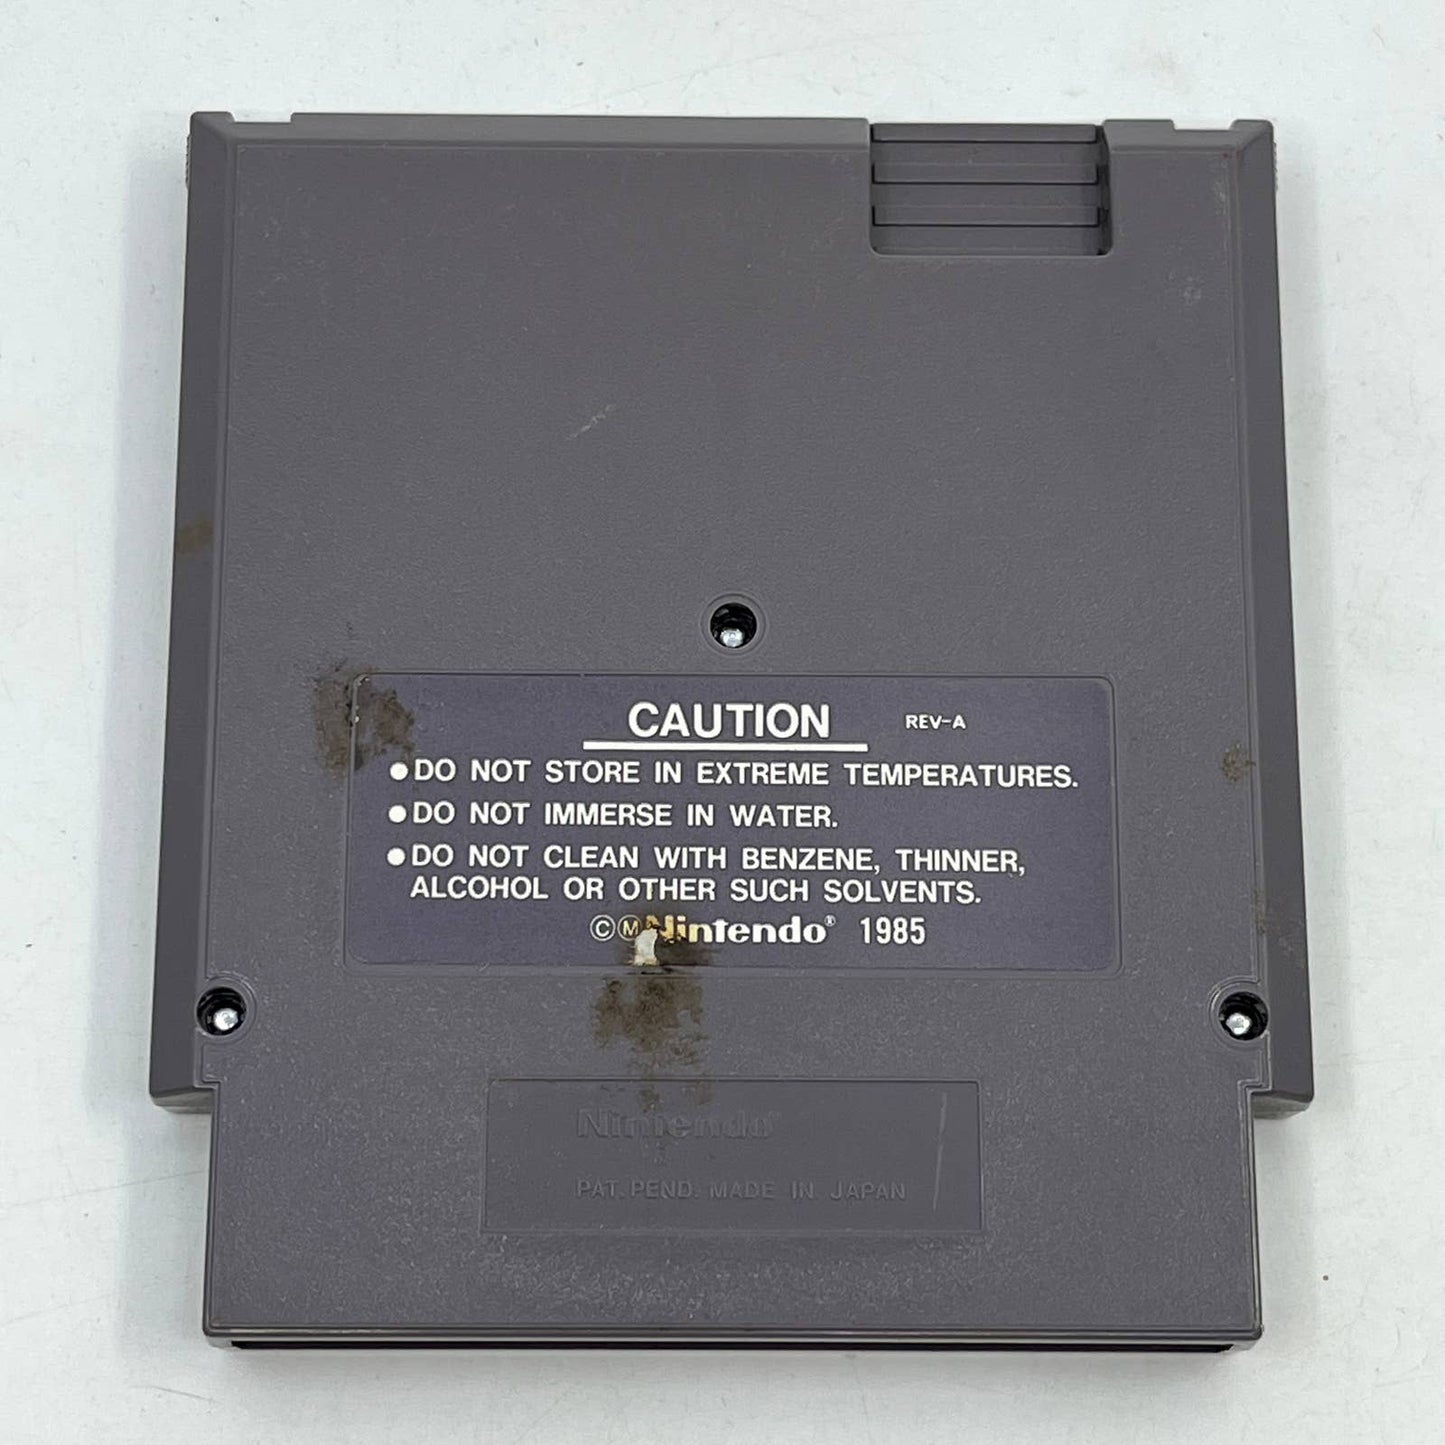 CAUTION REV-A
●DO NOT STORE IN EXTREME TEMPERATURES.
●DO NOT IMMERSE IN WATER.
●DO NOT CLEAN WITH BENZENE, THINNER,
ALCOHOL OR OTHER SUCH SOLVENTS.
©Ⓜ Nintendo® 1985
Nintendo®
PAT. PEND. MADE IN JAPAN